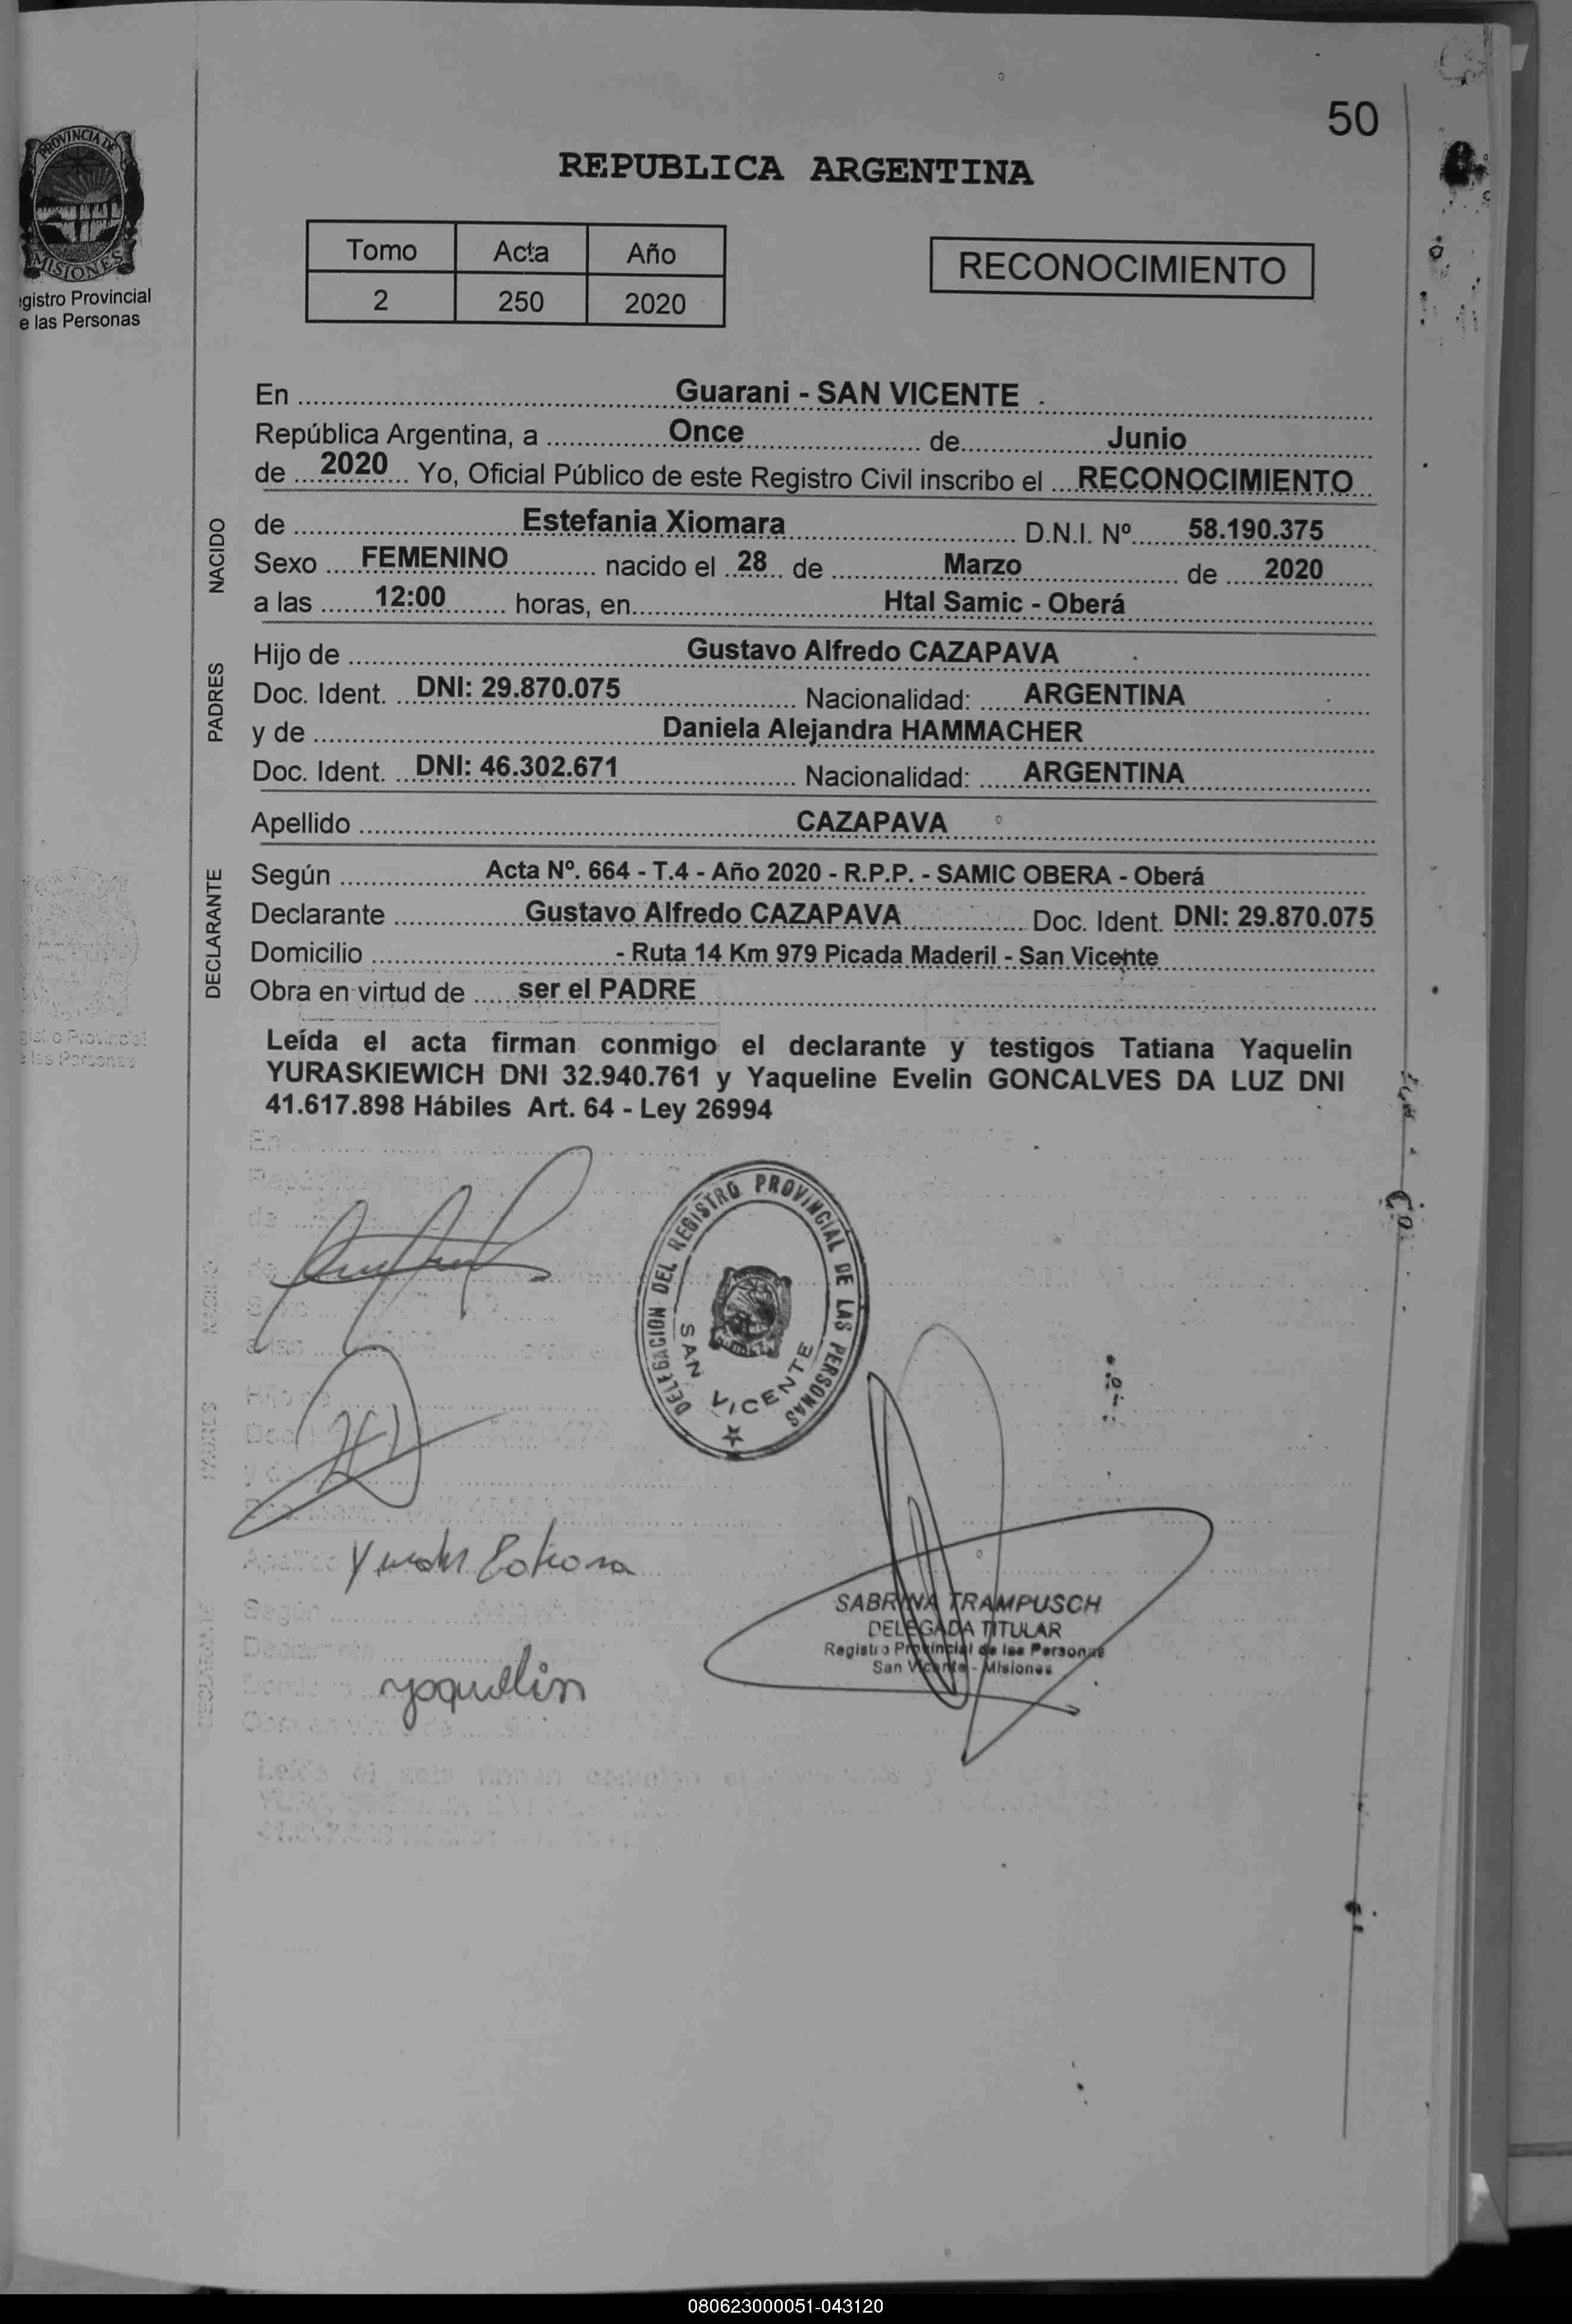 50
PROVINCIA DE
MISIONES
gistro Provincial
e las Personas
REPUBLICA ARGENTINA
Tomo Acta Año
2 250 2020
RECONOCIMIENTO
En ........ Guarani - SAN VICENTE ........
República Argentina, a ........ Once ........ de ........ Junio ........
de ........ 2020 ........ Yo, Oficial Público de este Registro Civil inscribo el ........ RECONOCIMIENTO ...
NACIDO
de ........ Estefania Xiomara ........ D.N.I. Nº ........ 58.190.375 ........
Sexo ..... FEMENINO ........ nacido el .. 28 .. de ........ Marzo ........ de ..... 2020 ........
a las ....... 12:00 ........ horas, en ........ Htal Samic - Oberá ........
PADRES
Hijo de ........ Gustavo Alfredo CAZAPAVA ........
Doc. Ident. ... DNI: 29.870.075 ........ Nacionalidad: ..... ARGENTINA ........
y de ........ Daniela Alejandra HAMMACHER ........
Doc. Ident. ... DNI: 46.302.671 ........ Nacionalidad: ..... ARGENTINA ........
Apellido ........ CAZAPAVA ........
DECLARANTE
Según ........ Acta Nº. 664 - T.4 - Año 2020 - R.P.P. - SAMIC OBERA - Oberá ........
Declarante ........ Gustavo Alfredo CAZAPAVA ........ Doc. Ident. DNI: 29.870.075
Domicilio ........ - Ruta 14 Km 979 Picada Maderil - San Vicente ........
Obra en virtud de ..... ser el PADRE ........
Leída el acta firman conmigo el declarante y testigos Tatiana Yaquelin
YURASKIEWICH DNI 32.940.761 y Yaqueline Evelin GONCALVES DA LUZ DNI
41.617.898 Hábiles Art. 64 - Ley 26994
DELEGACION DEL REGISTRO PROVINCIAL DE LAS PERSONAS
SAN VICENTE
yaquelin
SABRINA TRAMPUSCH
DELEGADA TITULAR
Registro Provincial de las Personas
San Vicente - Misiones
080623000051-043120